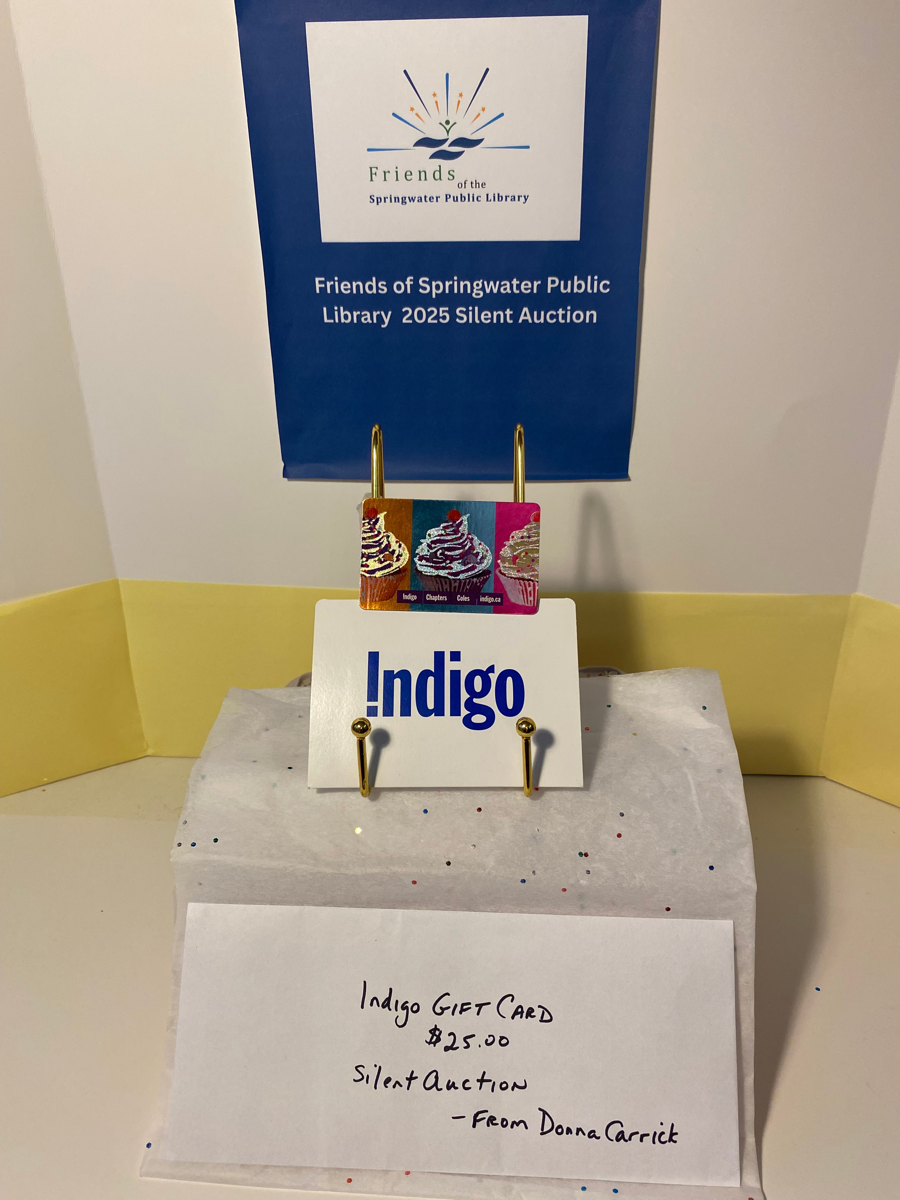 Friends
of the
Springwater Public Library
Friends of Springwater Public
Library 2025 Silent Auction
Indigo Chapters Coles indigo.ca
!ndigo
Indigo GIFT CARD
$25.00
Silent Auction
- From Donna Carrick